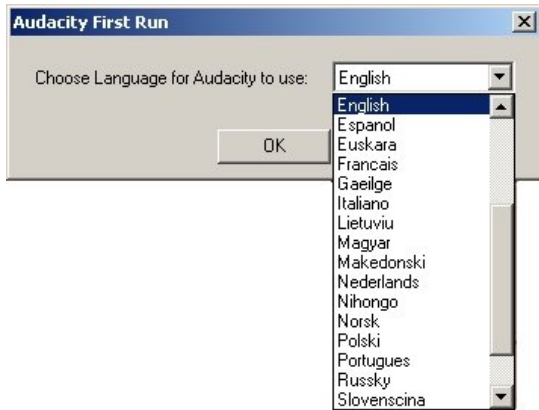 Audacity First Run
Choose Language for Audacity to use:
English
English
Espanol
Euskara
Francais
Gaeilge
Italiano
Lietuviu
Magyar
Makedonski
Nederlands
Nihongo
Norsk
Polski
Portugues
Russky
Slovenscina
OK